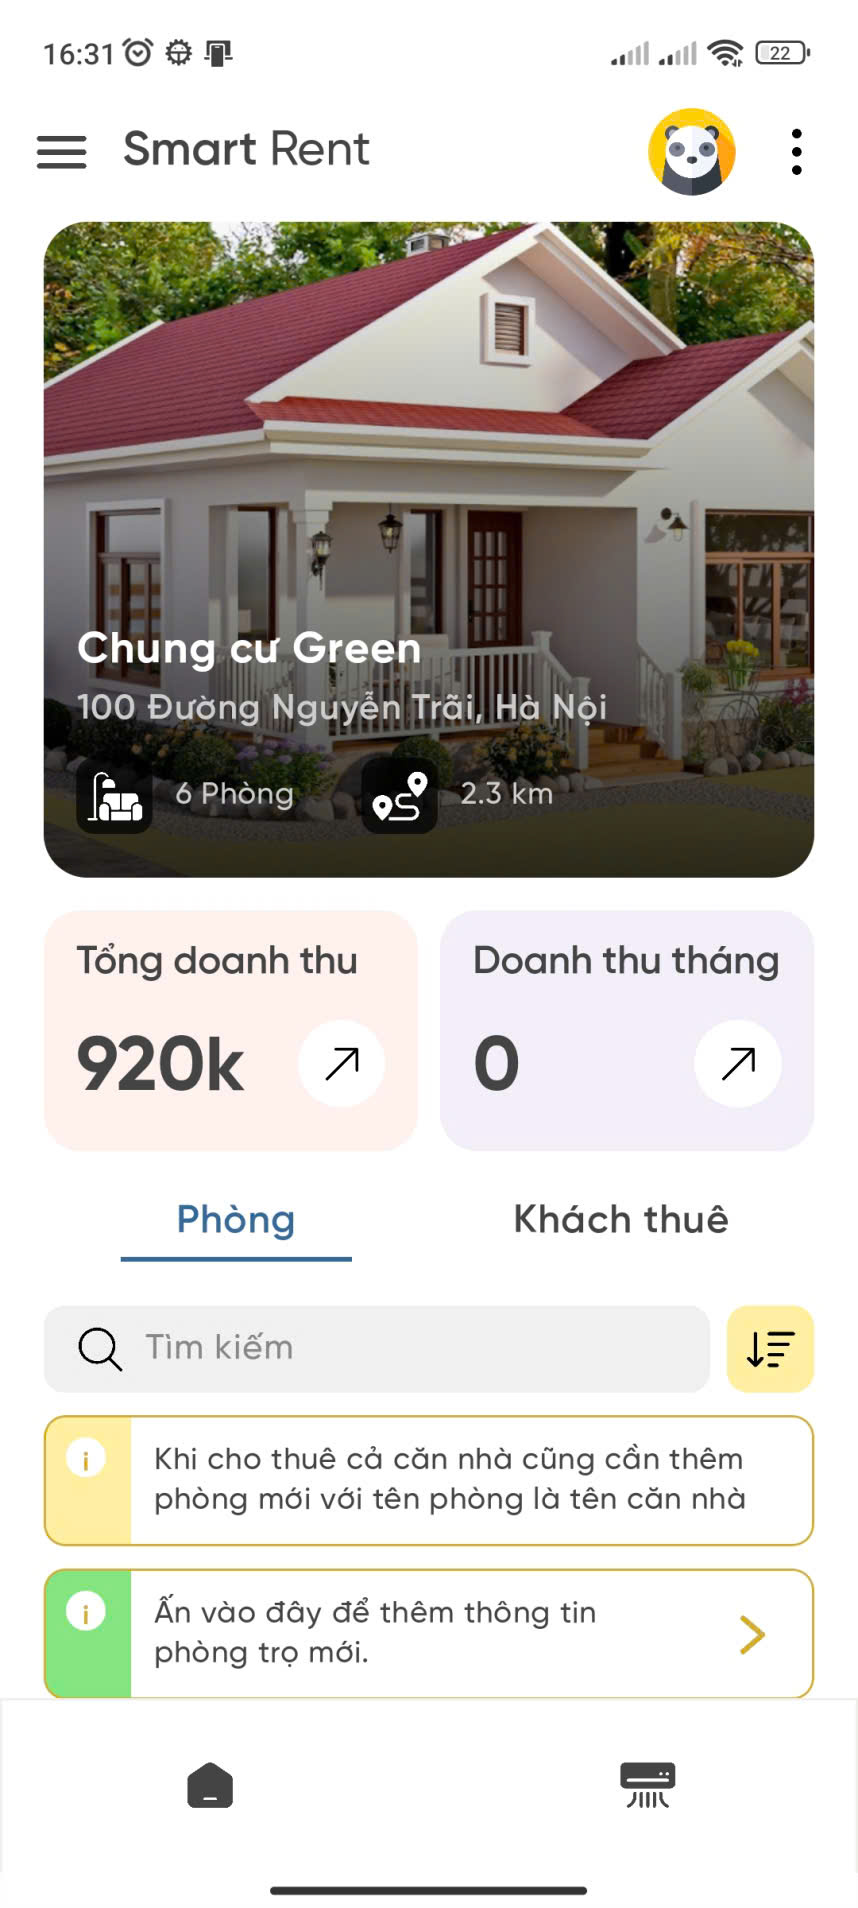 16:31
22
Smart Rent
Chung cư Green
100 Đường Nguyễn Trãi, Hà Nội
6 Phòng
2.3 km
Tổng doanh thu
Doanh thu tháng
920k
0
Phòng
Khách thuê
Tìm kiếm
Khi cho thuê cả căn nhà cũng cần thêm
phòng mới với tên phòng là tên căn nhà
Ấn vào đây để thêm thông tin
phòng trọ mới.